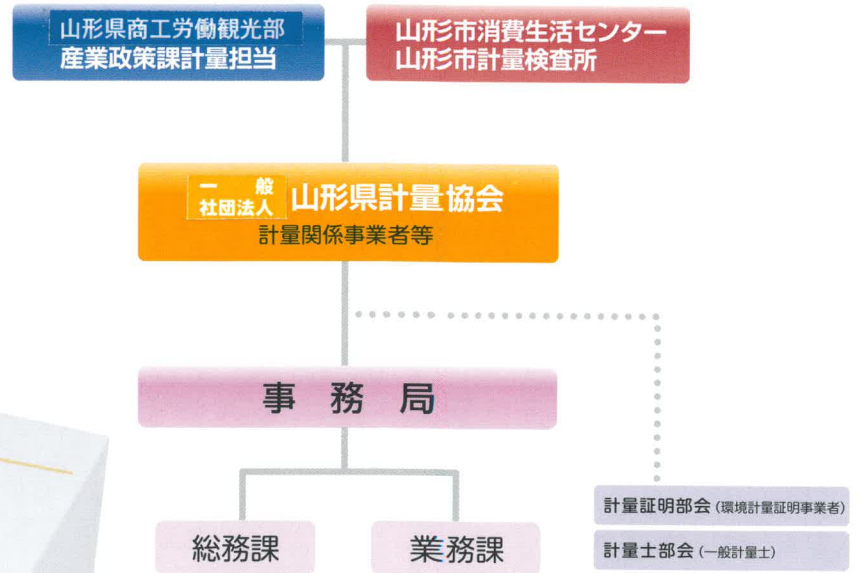 山形県商工労働観光部
産業政策課計量担当
山形市消費生活センター
山形市計量検査所
一般
社団法人 山形県計量協会
計量関係事業者等
事務局
総務課
業務課
計量証明部会(環境計量証明事業者)
計量士部会(一般計量士)